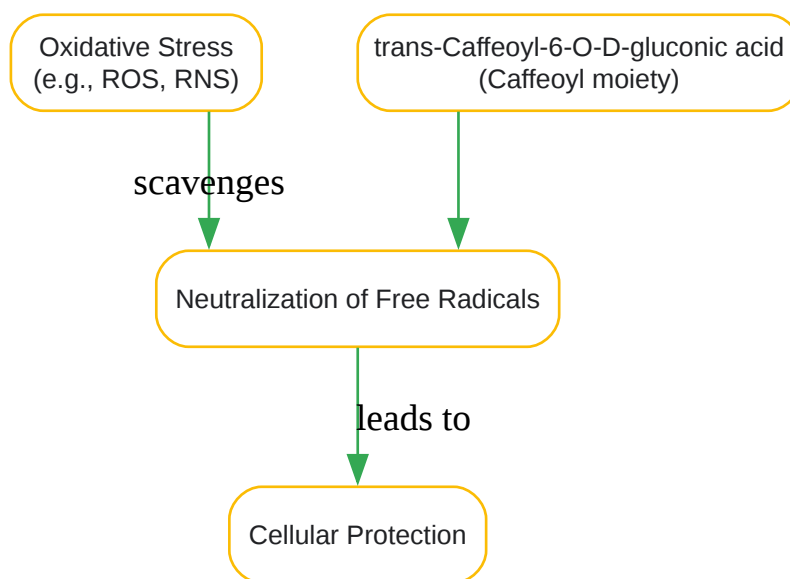 Oxidative Stress
(e.g., ROS, RNS)
trans-Caffeoyl-6-O-D-gluconic acid
(Caffeoyl moiety)
scavenges
Neutralization of Free Radicals
leads to
Cellular Protection